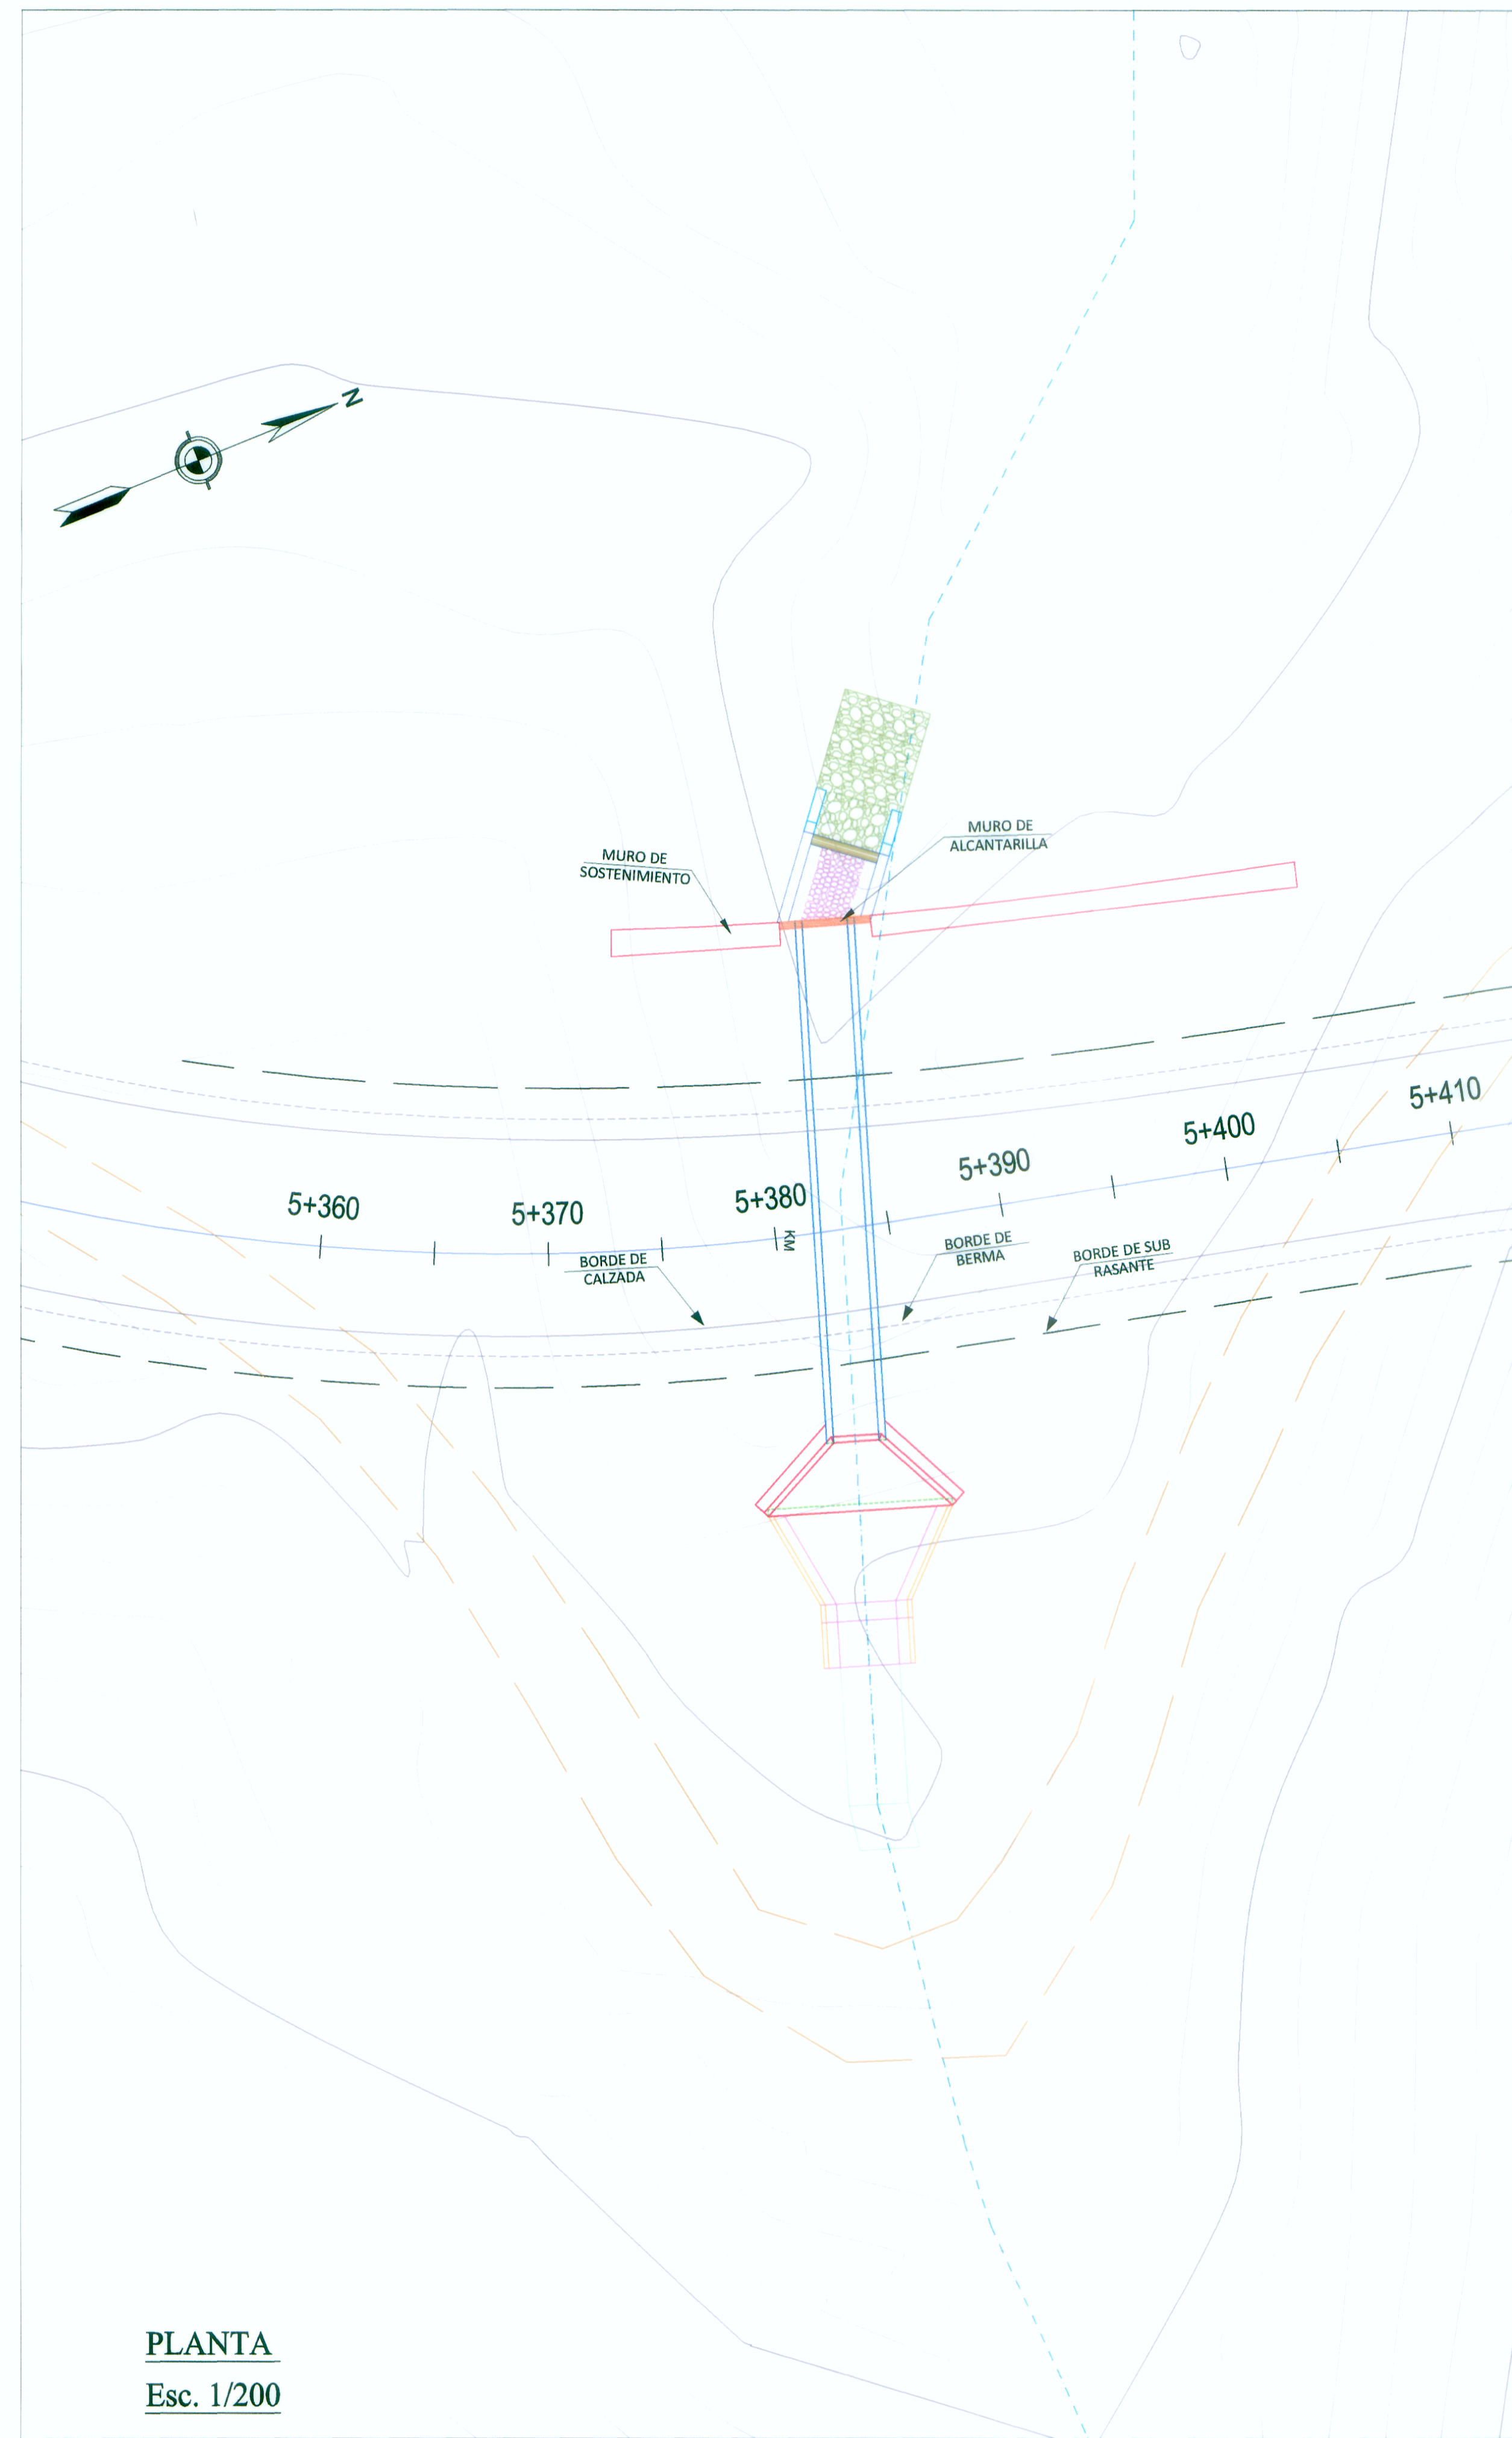 N
MURO DE
ALCANTARILLA
MURO DE
SOSTENIMIENTO
5+360
5+370
5+380
5+390
5+400
5+410
KM
BORDE DE
CALZADA
BORDE DE
BERMA
BORDE DE SUB
RASANTE
PLANTA
Esc. 1/200